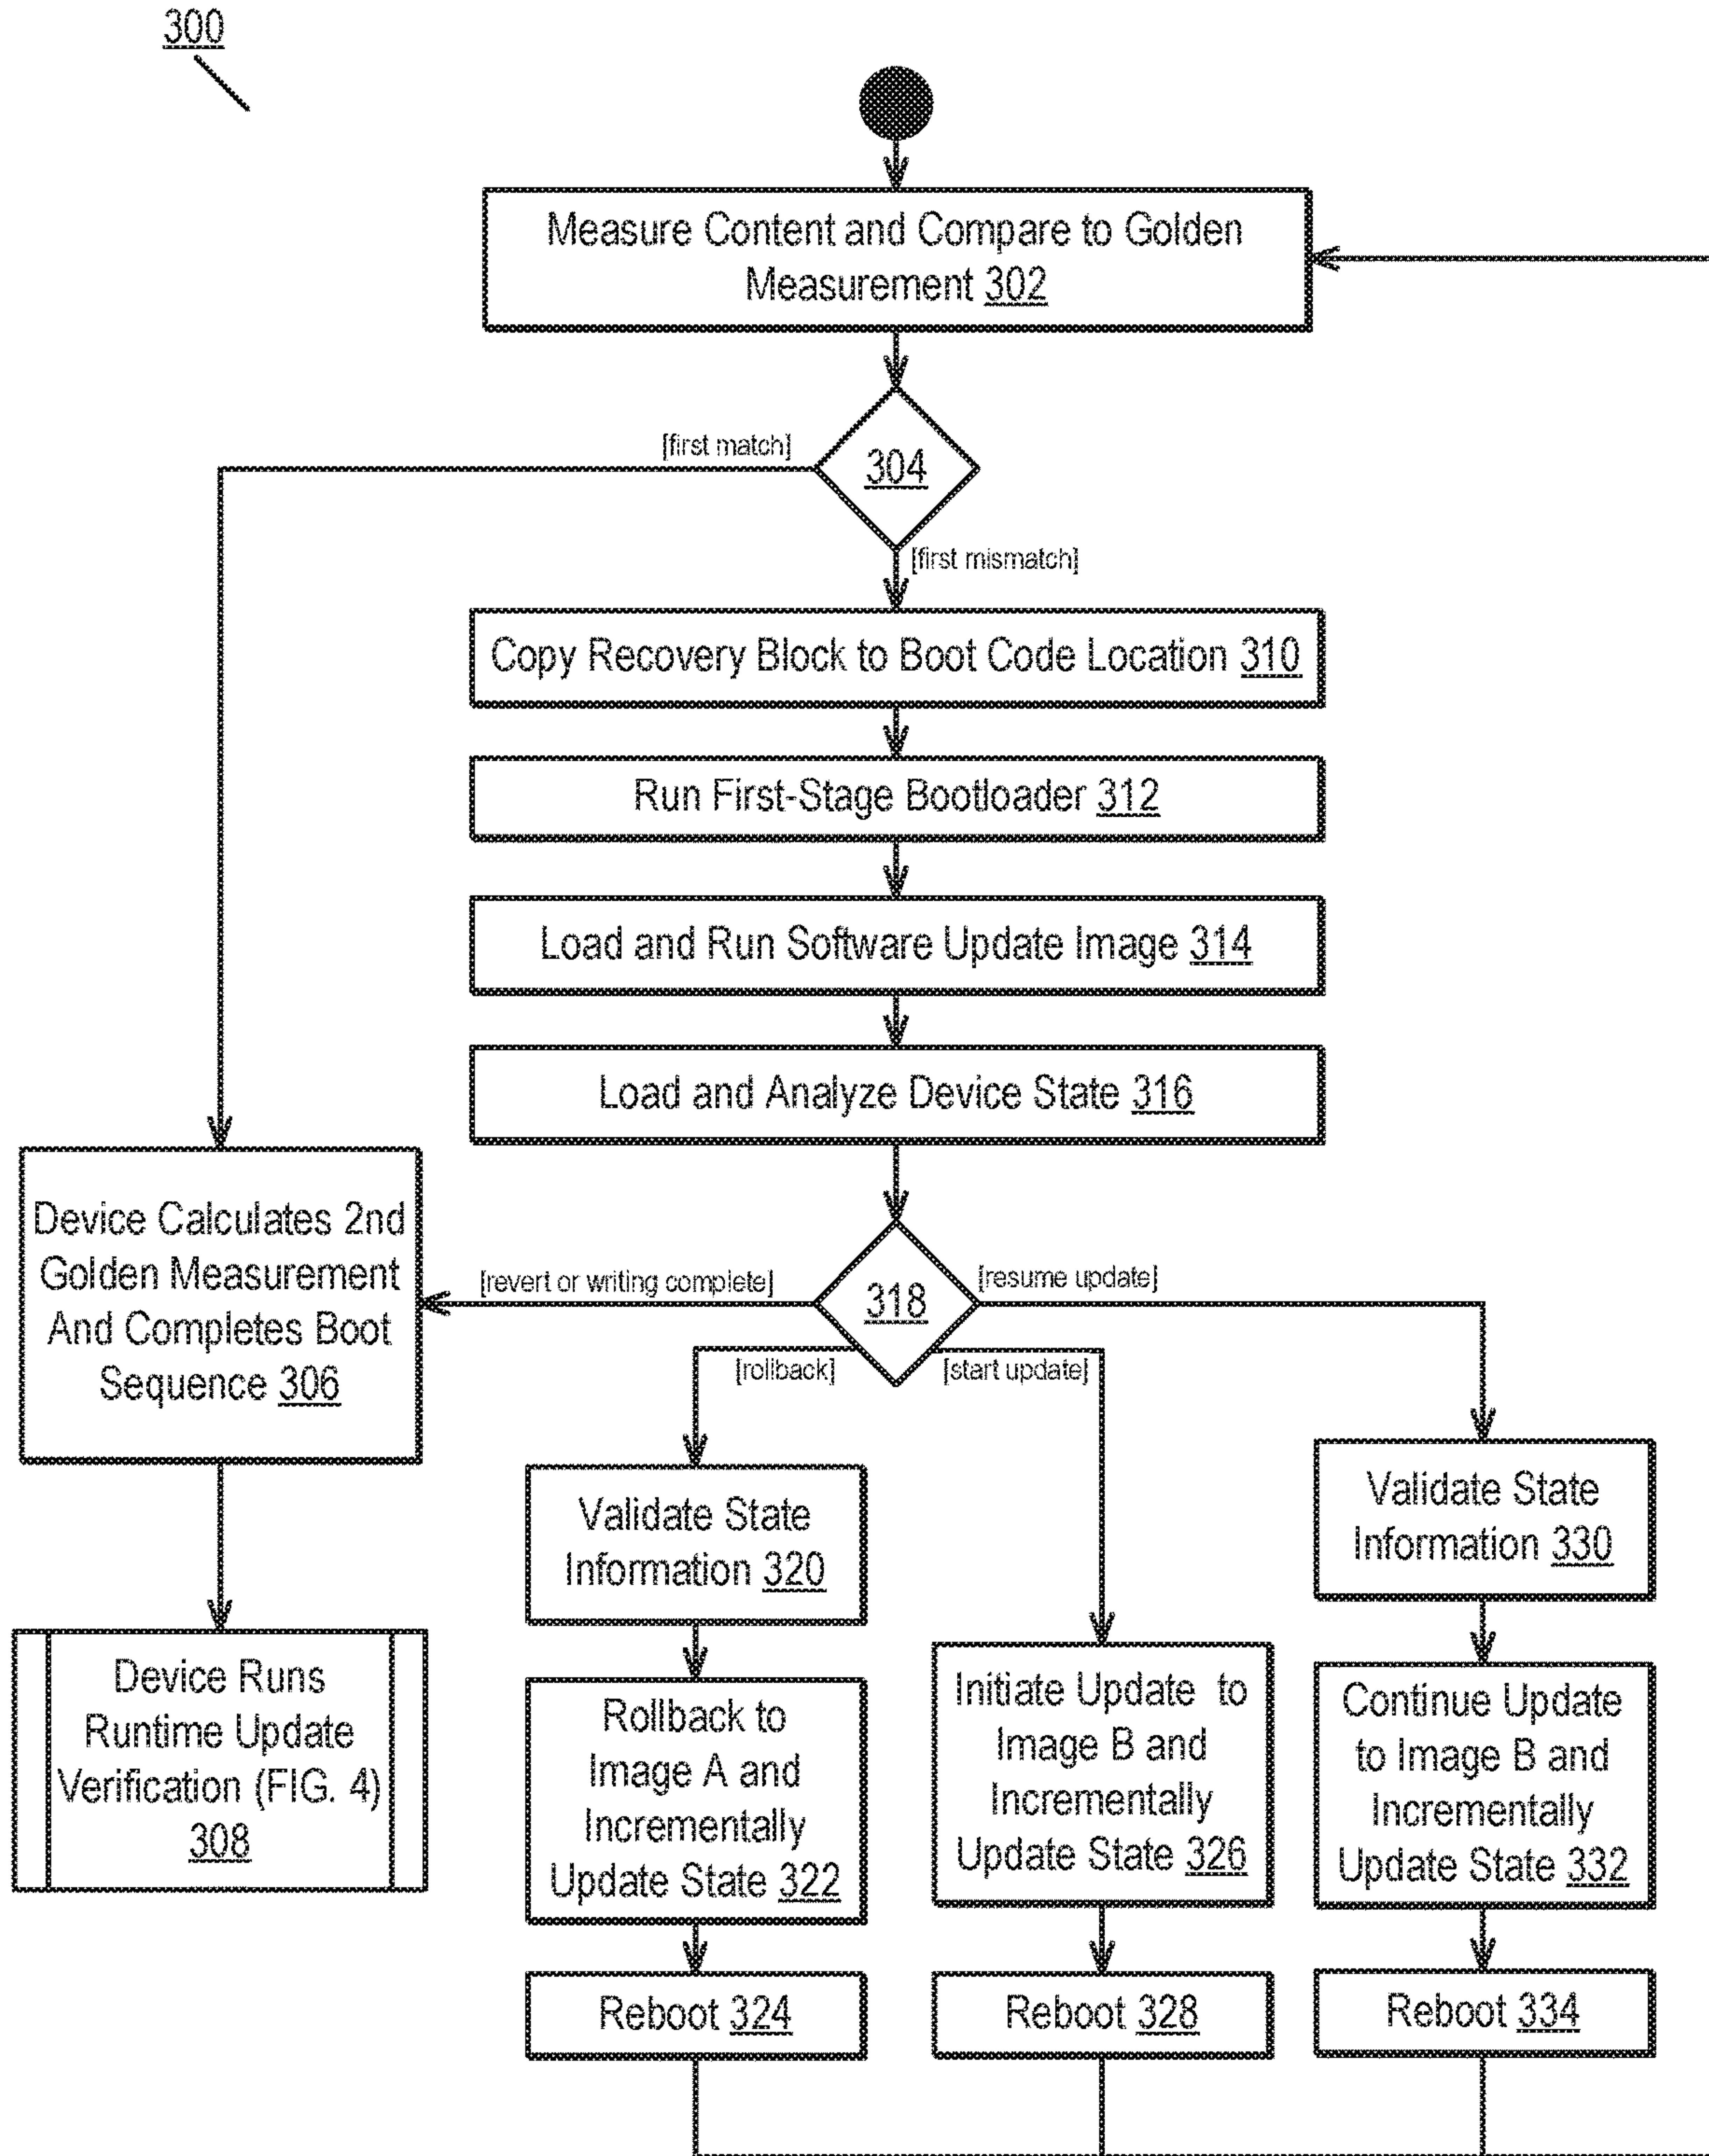 300
Measure Content and Compare to Golden
Measurement 302
[first match]
304
[first mismatch]
Copy Recovery Block to Boot Code Location 310
Run First-Stage Bootloader 312
Load and Run Software Update Image 314
Load and Analyze Device State 316
Device Calculates 2nd
Golden Measurement
And Completes Boot
Sequence 306
[revert or writing complete]
318
[resume update]
[rollback]
[start update]
Validate State
Information 320
Validate State
Information 330
Device Runs
Runtime Update
Verification (FIG. 4)
308
Rollback to
Image A and
Incrementally
Update State 322
Initiate Update to
Image B and
Incrementally
Update State 326
Continue Update
to Image B and
Incrementally
Update State 332
Reboot 324
Reboot 328
Reboot 334